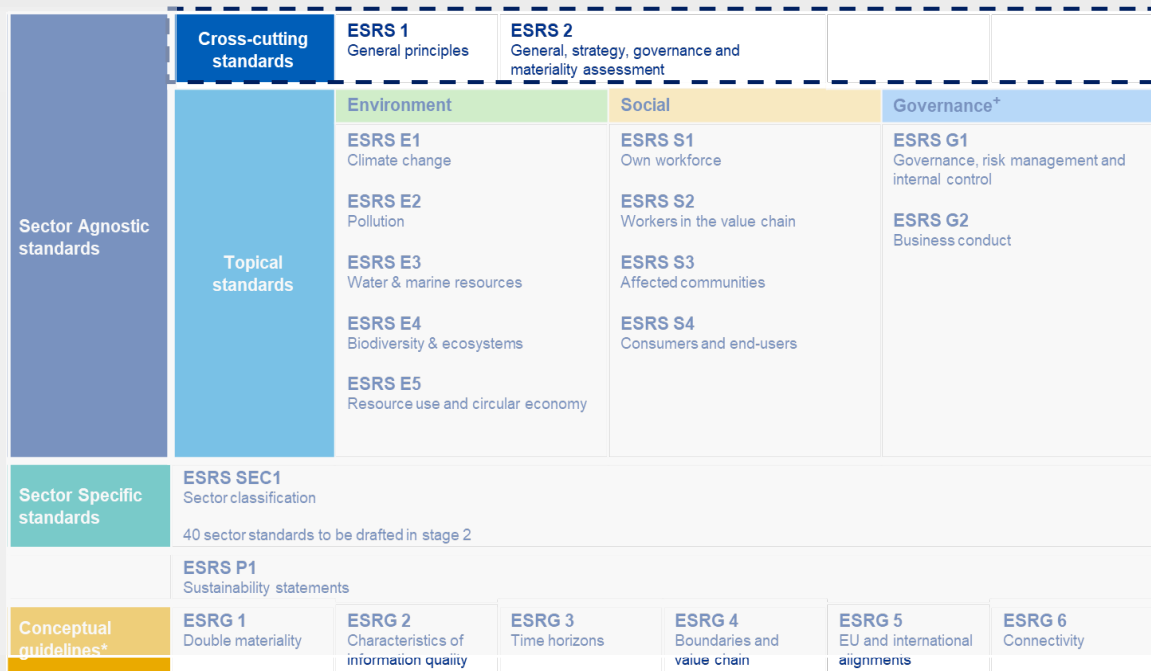 Cross-cutting
standards
ESRS 1
General principles
ESRS 2
General, strategy, governance and
materiality assessment
Sector Agnostic
standards
Topical
standards
Environment
ESRS E1
Climate change
ESRS E2
Pollution
ESRS E3
Water & marine resources
ESRS E4
Biodiversity & ecosystems
ESRS E5
Resource use and circular economy
Social
ESRS S1
Own workforce
ESRS S2
Workers in the value chain
ESRS S3
Affected communities
ESRS S4
Consumers and end-users
Governance+
ESRS G1
Governance, risk management and
internal control
ESRS G2
Business conduct
Sector Specific
standards
ESRS SEC1
Sector classification
40 sector standards to be drafted in stage 2
ESRS P1
Sustainability statements
Conceptual
guidelines*
ESRG 1
Double materiality
ESRG 2
Characteristics of
information quality
ESRG 3
Time horizons
ESRG 4
Boundaries and
value chain
ESRG 5
EU and international
alignments
ESRG 6
Connectivity